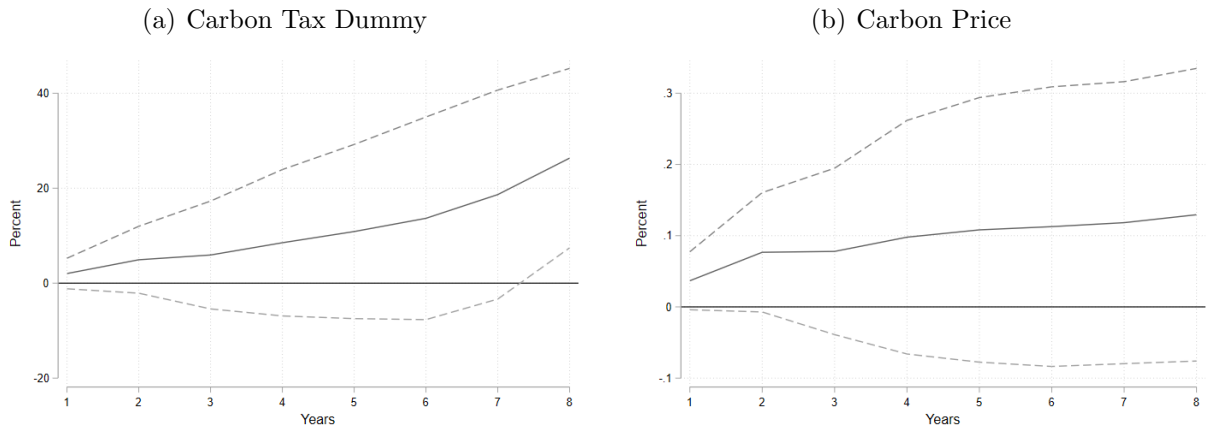 (a) Carbon Tax Dummy
40
20
0
-20
Percent
1 2 3 4 5 6 7 8
Years
(b) Carbon Price
.3
.2
.1
0
-.1
Percent
1 2 3 4 5 6 7 8
Years